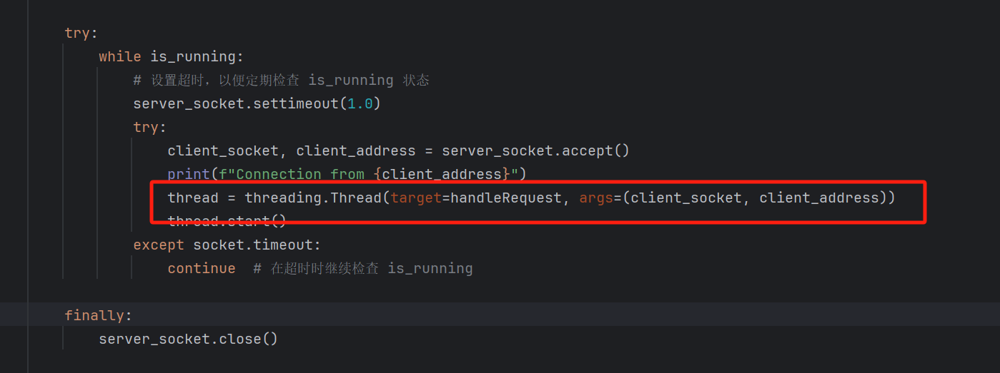 try:
while is_running:
# 设置超时，以便定期检查 is_running 状态
server_socket.settimeout(1.0)
try:
client_socket, client_address = server_socket.accept()
print(f"Connection from {client_address}")
thread = threading.Thread(target=handleRequest, args=(client_socket, client_address))
thread.start()
except socket.timeout:
continue  # 在超时时继续检查 is_running
finally:
server_socket.close()